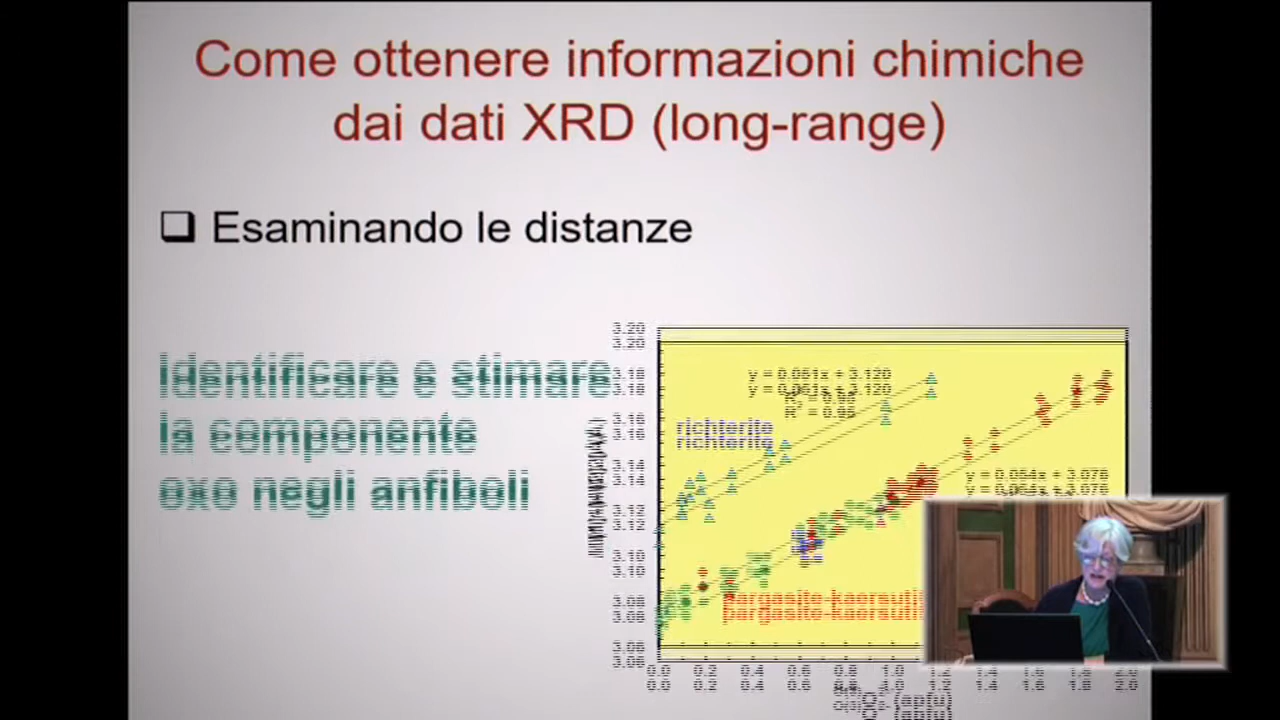 Come ottenere informazioni chimiche
dai dati XRD (long-range)
❑ Esaminando le distanze
Identificare e stimare
la componente
oxo negli anfiboli
3.20
3.18
3.16
3.14
3.12
3.10
3.08
3.06
y = 0.061x + 3.120
R² = 0.95
richterite
y = 0.064x + 3.078
0.0 0.2 0.4 0.6 0.8 1.0 1.2 1.4 1.6 1.8 2.0
(apfu)